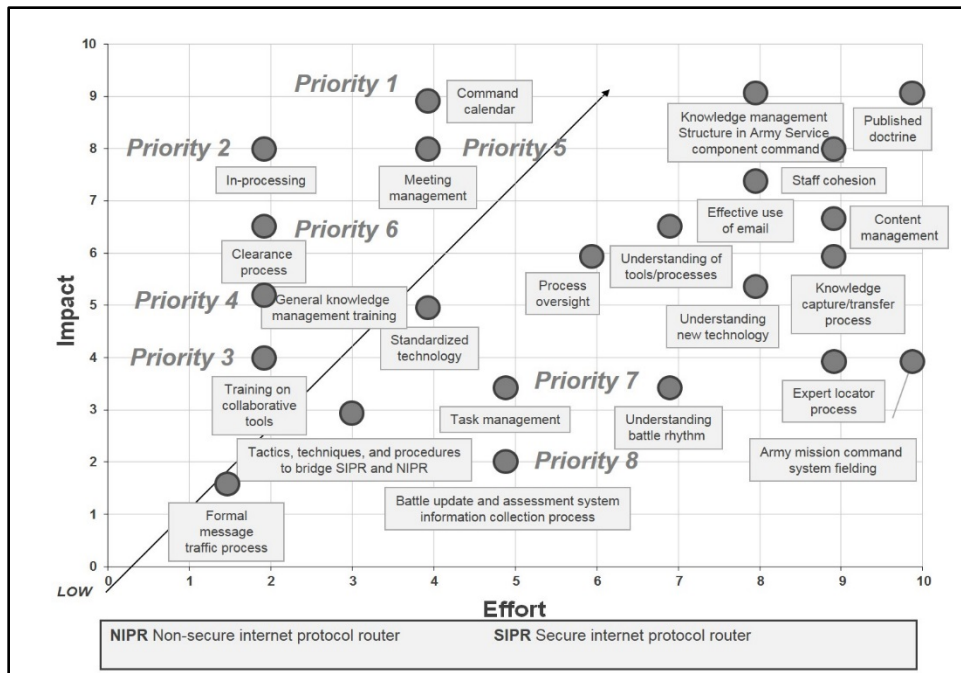 10
9
8
7
6
5
4
3
2
1
0
Impact
Priority 1
Command
calendar
Priority 2
In-processing
Priority 5
Meeting
management
Knowledge management
Structure in Army Service
component command
Published
doctrine
Staff cohesion
Priority 6
Clearance
process
Effective use
of email
Content
management
Process
oversight
Understanding of
tools/processes
Priority 4
General knowledge
management training
Standardized
technology
Understanding
new technology
Knowledge
capture/transfer
process
Priority 3
Training on
collaborative
tools
Priority 7
Task management
Understanding
battle rhythm
Expert locator
process
Tactics, techniques, and procedures
to bridge SIPR and NIPR
Priority 8
Army mission command
system fielding
Formal
message
traffic process
Battle update and assessment system
information collection process
LOW
0 1 2 3 4 5 6 7 8 9 10
Effort
NIPR Non-secure internet protocol router SIPR Secure internet protocol router